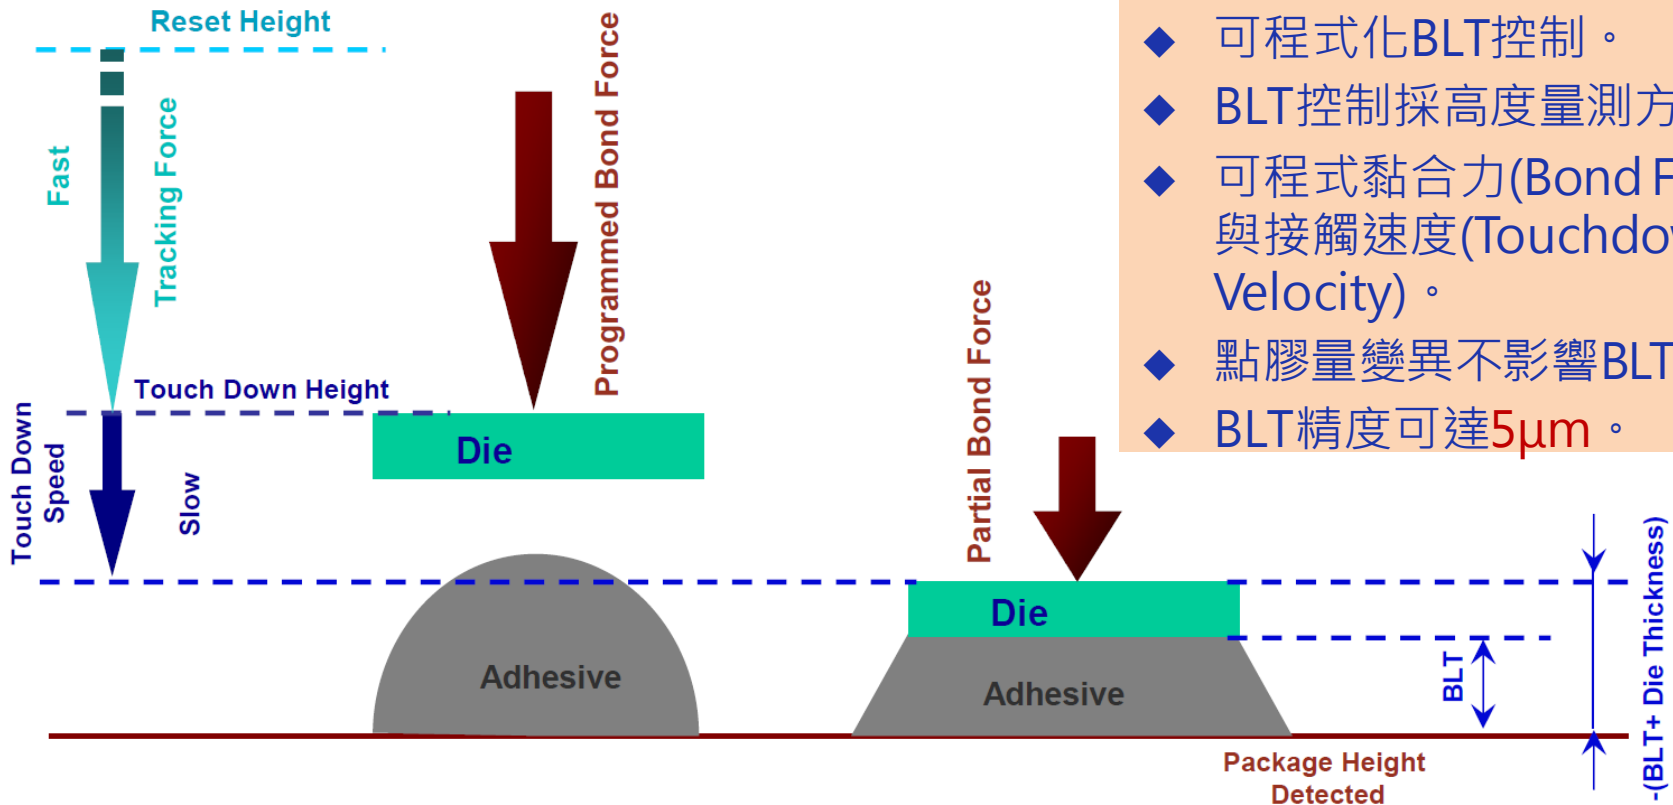 Reset Height
Fast
Tracking Force
Programmed Bond Force
Touch Down Height
Touch Down
Speed
Slow
Die
Adhesive
Partial Bond Force
Die
Adhesive
BLT
-(BLT+ Die Thickness)
Package Height
Detected
◆ 可程式化BLT控制。
◆ BLT控制採高度量測方
◆ 可程式黏合力(Bond F
與接觸速度(Touchdow
Velocity)。
◆ 點膠量變異不影響BLT
◆ BLT精度可達5μm。